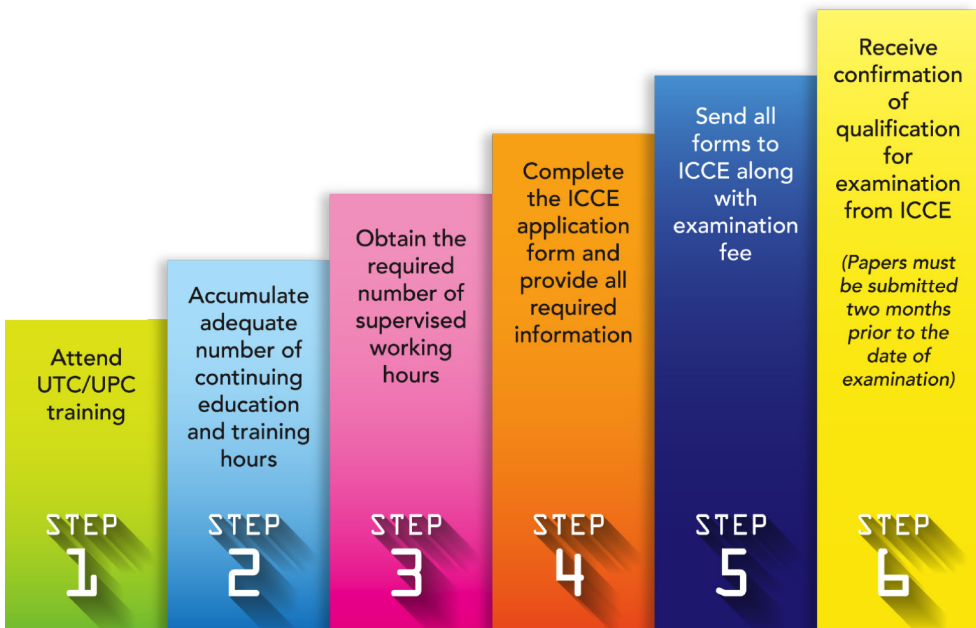 Attend
UTC/UPC
training
STEP
1
Accumulate
adequate
number of
continuing
education
and training
hours
STEP
2
Obtain the
required
number of
supervised
working
hours
STEP
3
Complete
the ICCE
application
form and
provide all
required
information
STEP
4
Send all
forms to
ICCE along
with
examination
fee
STEP
5
Receive
confirmation
of
qualification
for
examination
from ICCE
(Papers must
be submitted
two months
prior to the
date of
examination)
STEP
6